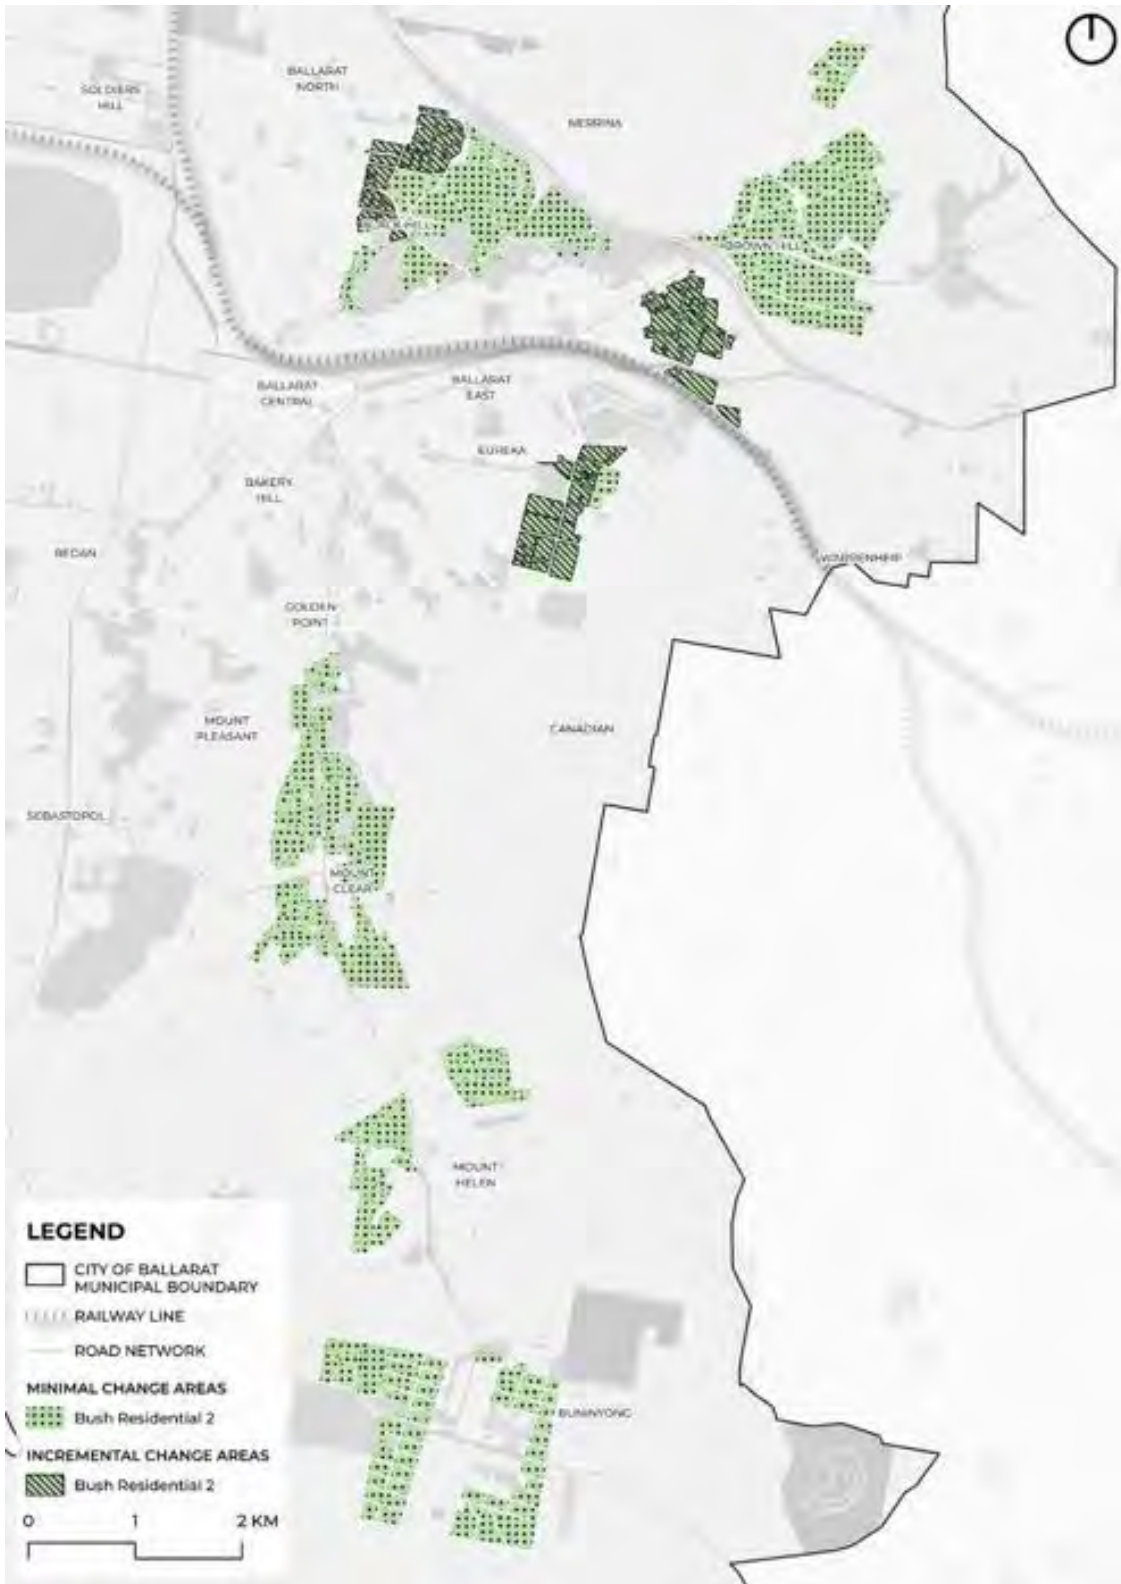 BALLARAT
NORTH
SOLDIERS
HILL
NERRINA
BLACK HILL
BROWN HILL
BALLARAT
CENTRAL
BALLARAT
EAST
EUREKA
BAKERY
HILL
REDAN
WARRENHEIP
GOLDEN
POINT
MOUNT
PLEASANT
CANADIAN
SEBASTOPOL
MOUNT
CLEAR
MOUNT
HELEN
BUNINYONG
LEGEND
CITY OF BALLARAT
MUNICIPAL BOUNDARY
RAILWAY LINE
ROAD NETWORK
MINIMAL CHANGE AREAS
Bush Residential 2
INCREMENTAL CHANGE AREAS
Bush Residential 2
0 1 2 KM